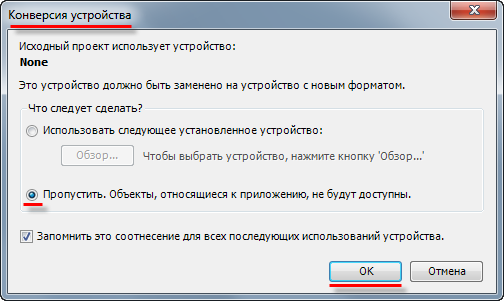 Конверсия устройства
Исходный проект использует устройство:
None
Это устройство должно быть заменено на устройство с новым форматом.
Что следует сделать?
Использовать следующее установленное устройство:
Обзор... Чтобы выбрать устройство, нажмите кнопку 'Обзор...'
Пропустить. Объекты, относящиеся к приложению, не будут доступны.
Запомнить это соотнесение для всех последующих использований устройства.
OK Отмена